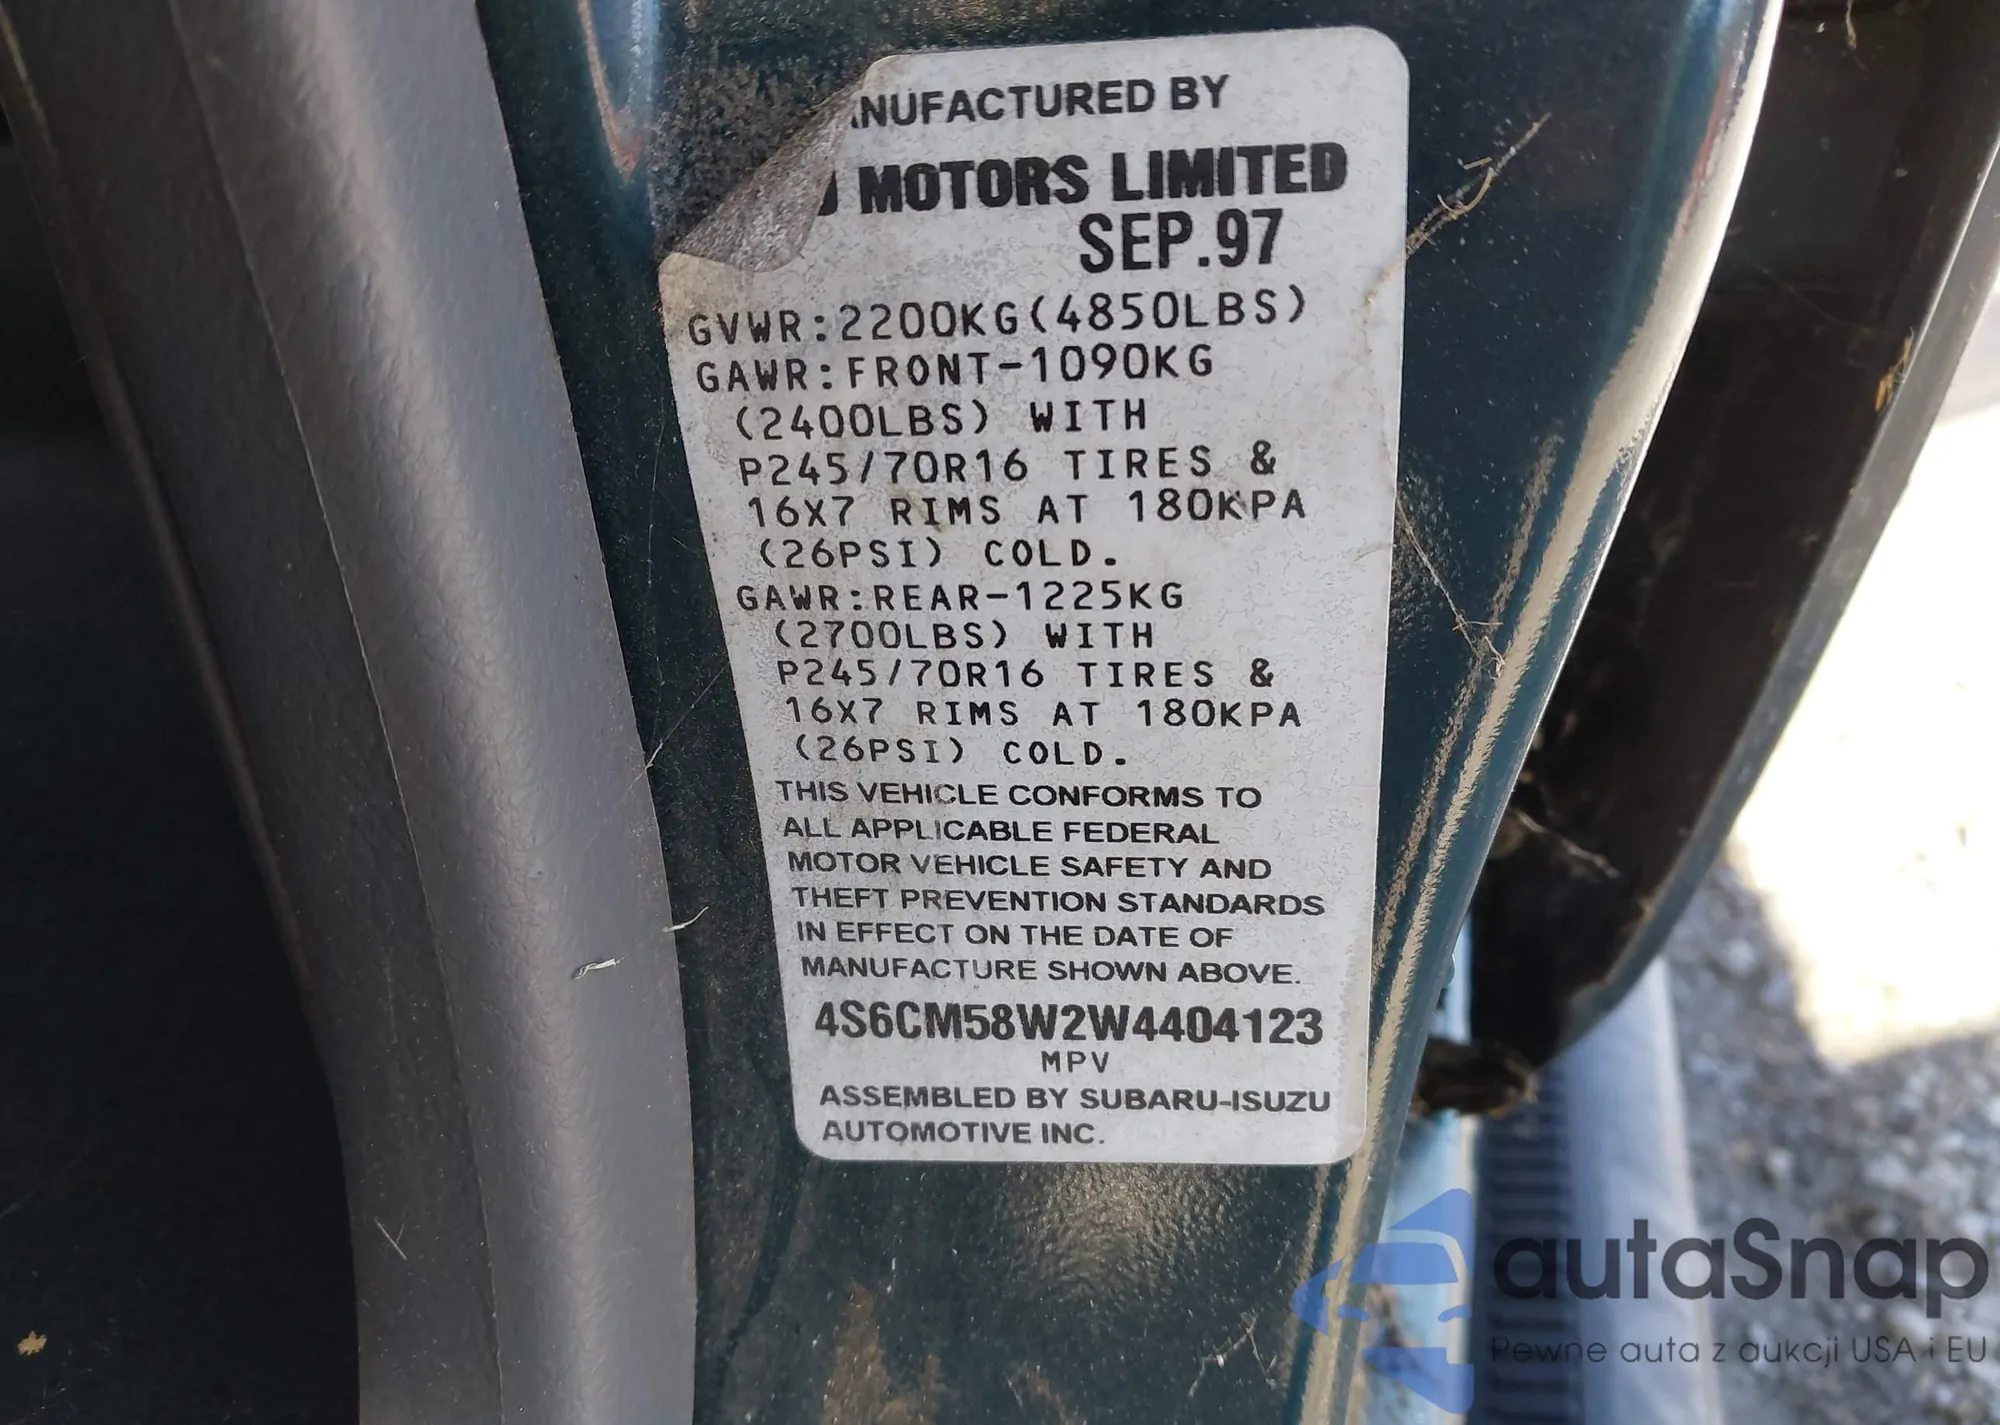 ANUFACTURED BY
U MOTORS LIMITED
SEP.97
GVWR:2200KG(4850LBS)
GAWR:FRONT-1090KG
(2400LBS) WITH
P245/70R16 TIRES &
16X7 RIMS AT 180KPA
(26PSI) COLD.
GAWR:REAR-1225KG
(2700LBS) WITH
P245/70R16 TIRES &
16X7 RIMS AT 180KPA
(26PSI) COLD.
THIS VEHICLE CONFORMS TO
ALL APPLICABLE FEDERAL
MOTOR VEHICLE SAFETY AND
THEFT PREVENTION STANDARDS
IN EFFECT ON THE DATE OF
MANUFACTURE SHOWN ABOVE.
4S6CM58W2W4404123
MPV
ASSEMBLED BY SUBARU-ISUZU
AUTOMOTIVE INC.
autaSnap
Pewne auta z aukcji USA i EU